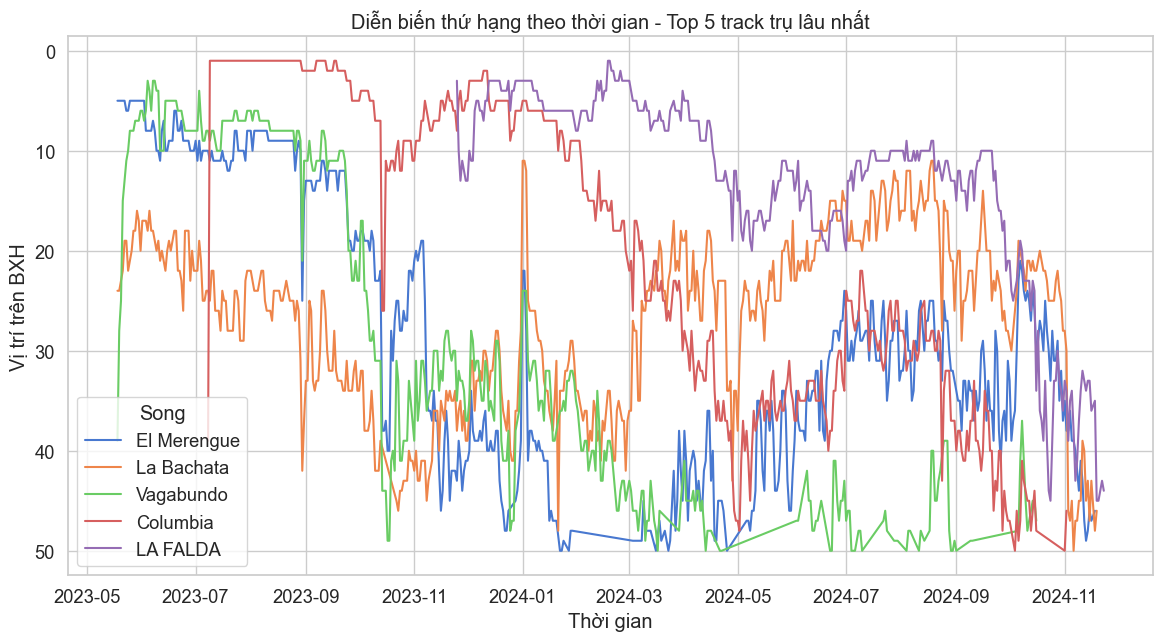 Diễn biến thứ hạng theo thời gian - Top 5 track trụ lâu nhất
Vị trí trên BXH
0
10
20
30
40
50
Song
El Merengue
La Bachata
Vagabundo
Columbia
LA FALDA
2023-05 2023-07 2023-09 2023-11 2024-01 2024-03 2024-05 2024-07 2024-09 2024-11
Thời gian